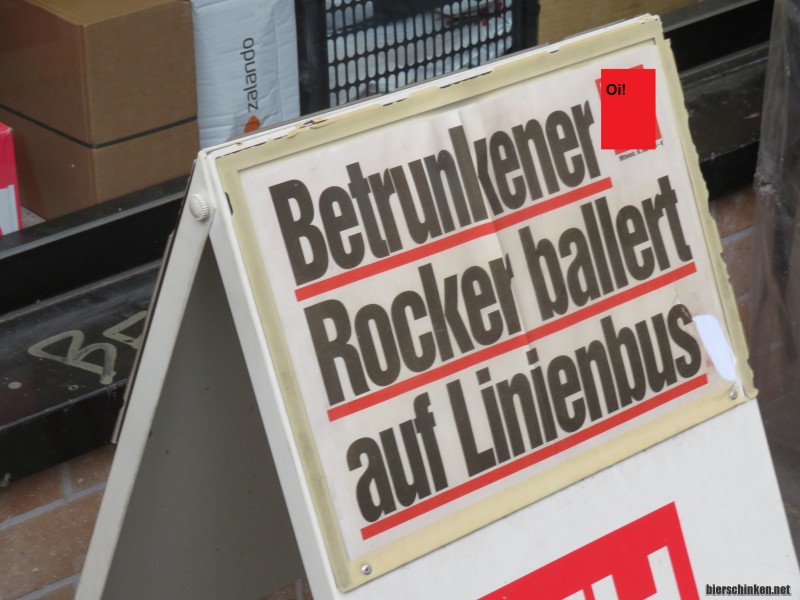 zalando
Oi!
Betrunkener
Rocker ballert
auf Linienbus
bierschinken.net